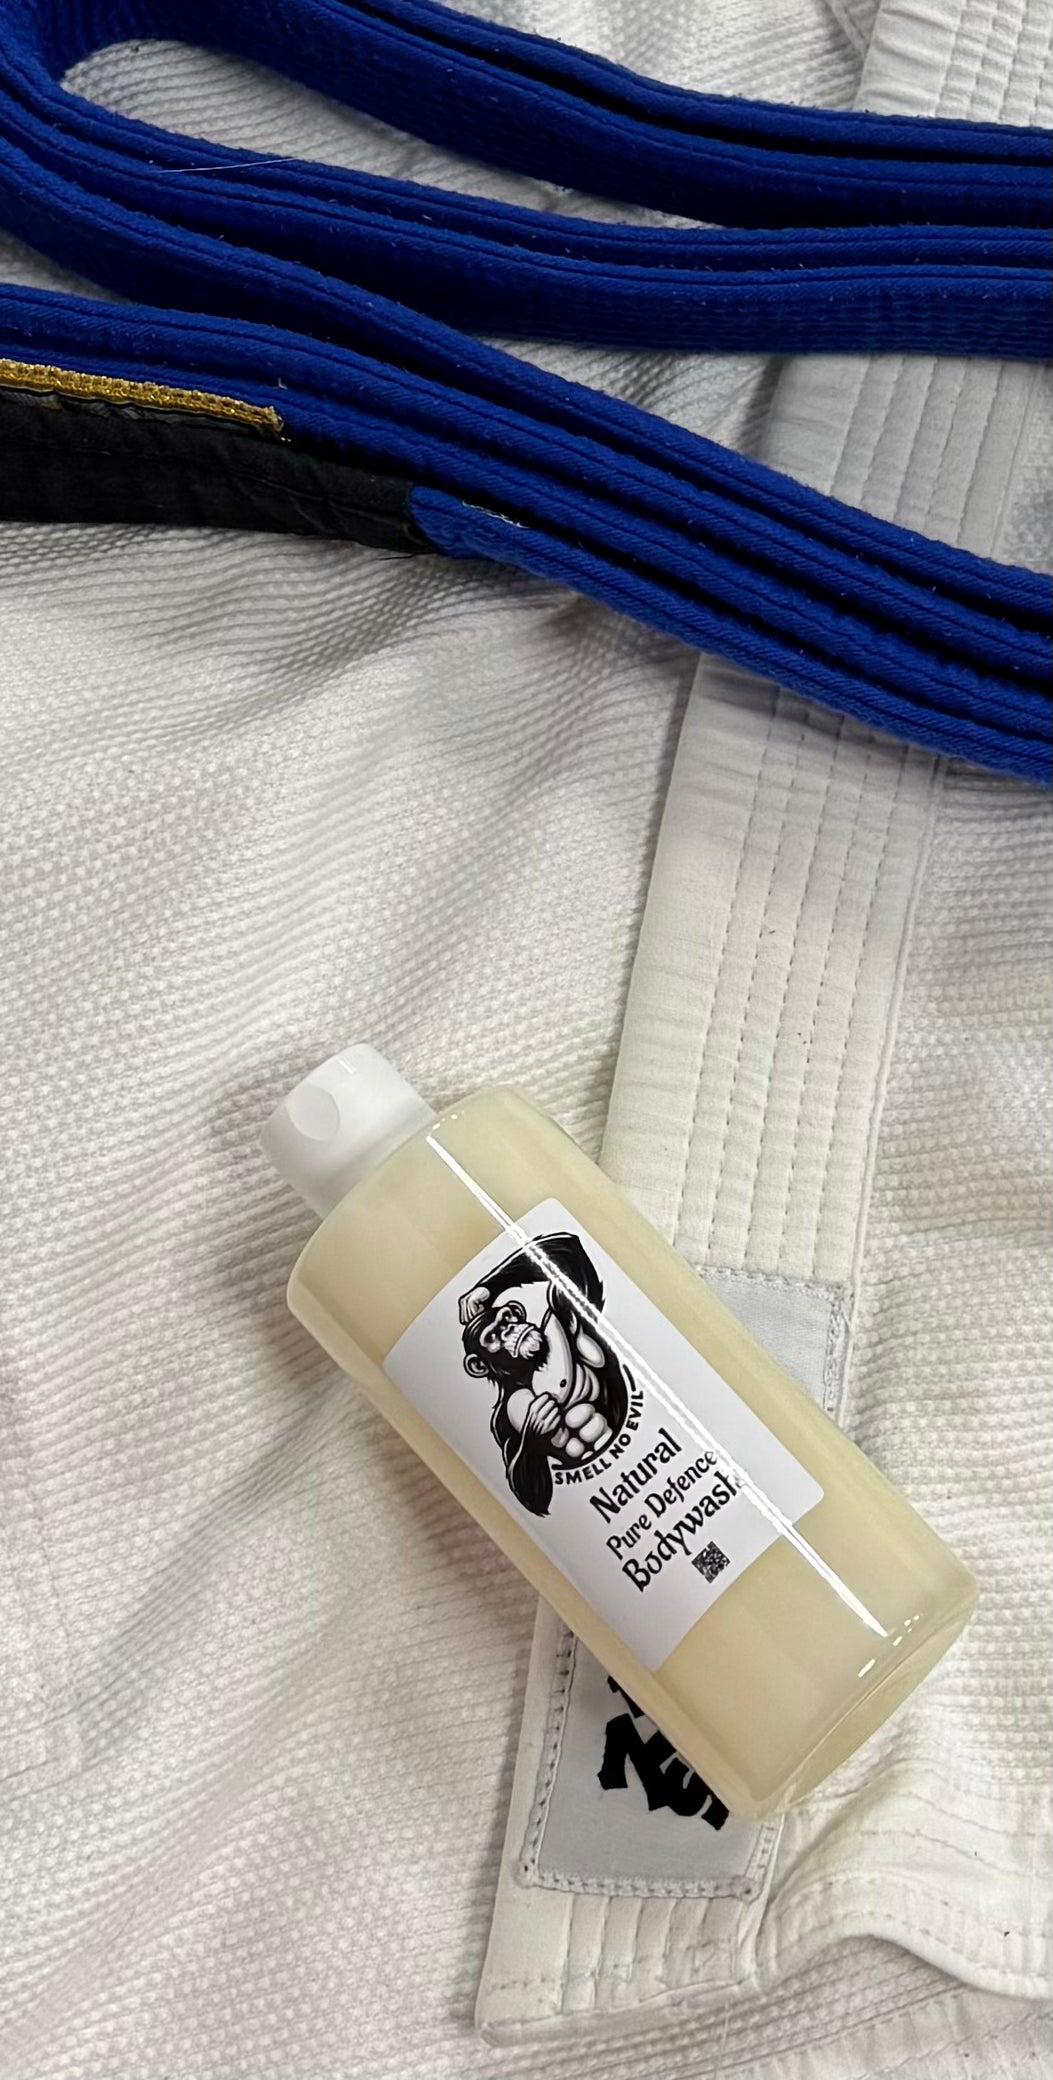 SMELL NO EVIL
Natural
Pure Defence
Bodywash